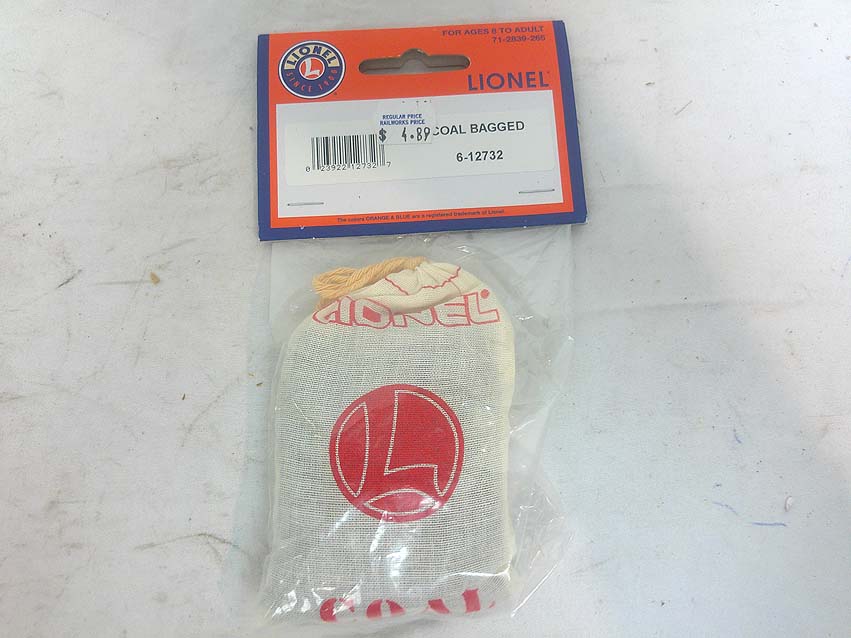 FOR AGES 8 TO ADULT
71-2839-265
LIONEL
SINCE 1900
L
LIONEL
REGULAR PRICE
RAILWORKS PRICE
$ 4.89
COAL BAGGED
6-12732
0 23922 12732 7
The colors ORANGE & BLUE are a registered trademark of Lionel.
LIONEL
L
COAL